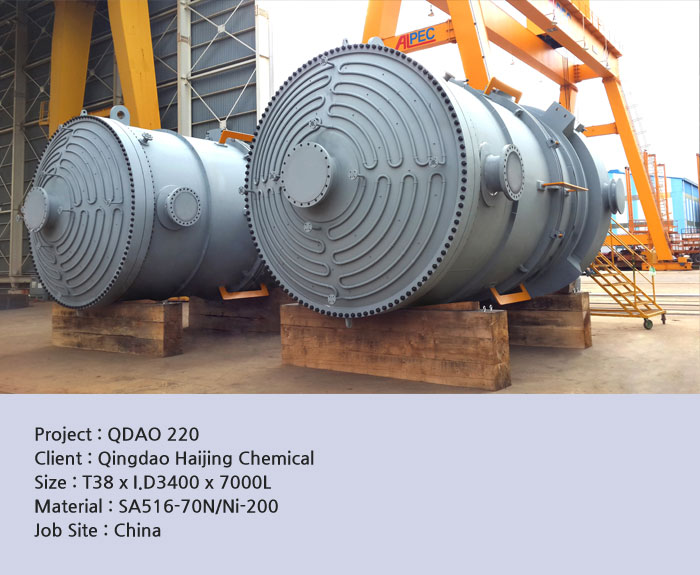 ALPEC
Project : QDAO 220
Client : Qingdao Haijing Chemical
Size : T38 x I.D3400 x 7000L
Material : SA516-70N/Ni-200
Job Site : China